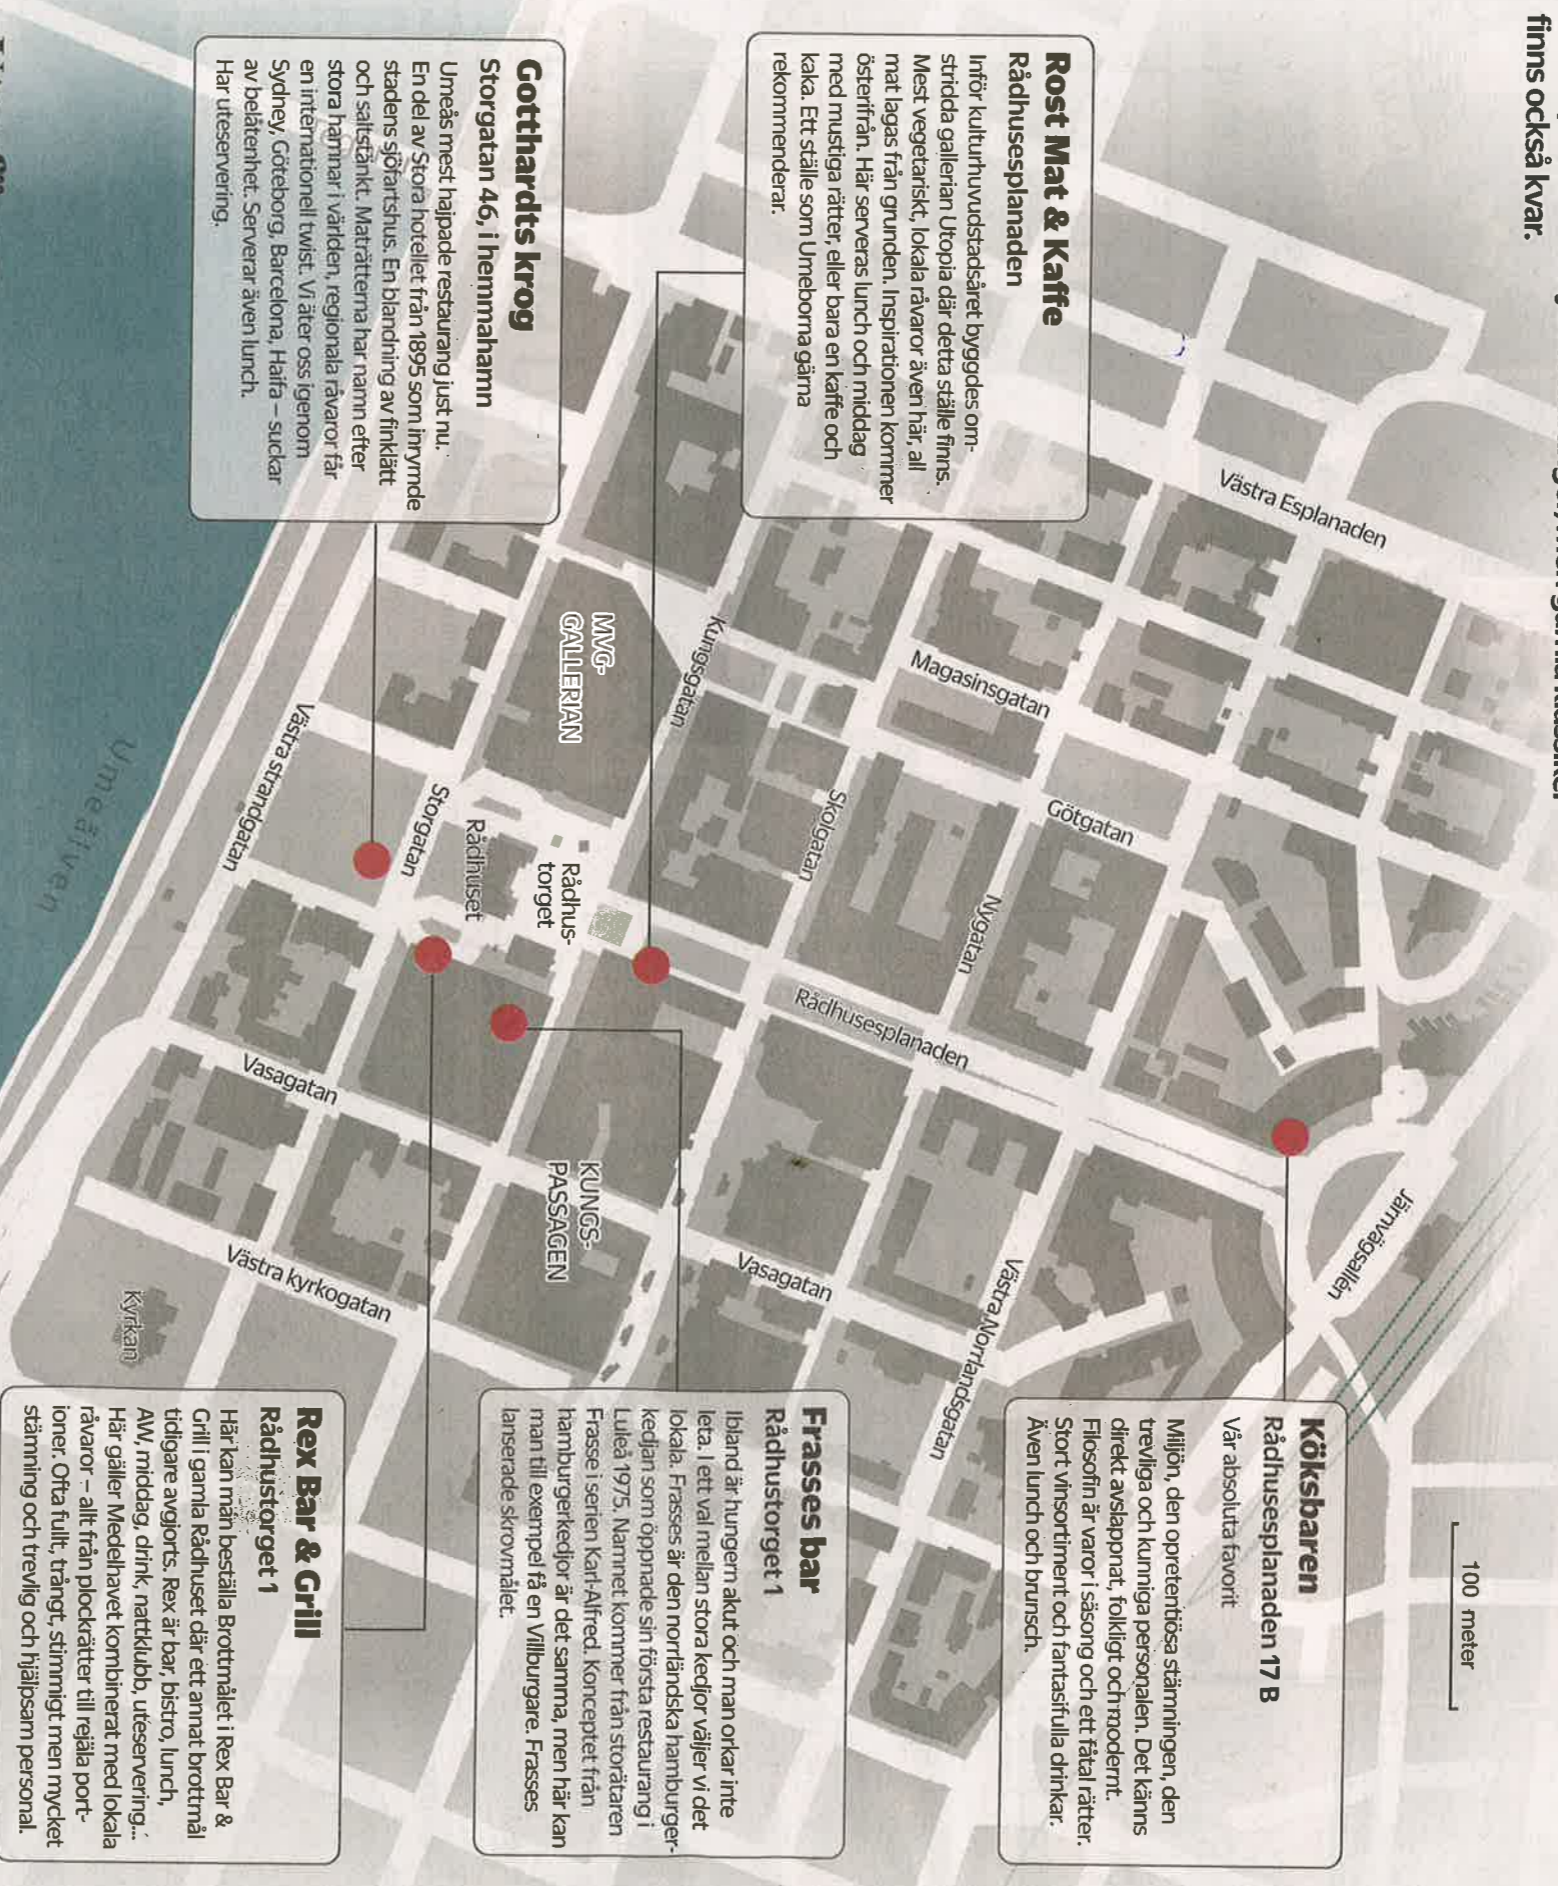 finns också kvar.
Rost Mat & Kaffe
Rådhusesplanaden
Inför kulturhuvudstadsåret byggdes om-
stridda gallerian Utopia där detta ställe finns.
Mest vegetariskt, lokala råvaror även här, all
mat lagas från grunden. Inspirationen kommer
österifrån. Här serveras lunch och middag
med mustiga rätter, eller bara en kaffe och
kaka. Ett ställe som Umeborna gärna
rekommenderar.
Gotthardts krog
Storgatan 46, i hemmahamn
Umeås mest hajpade restaurang just nu.
En del av Stora hotellet från 1895 som inrymde
stadens sjöfartshus. En blandning av finklätt
och saltstänkt. Maträtterna har namn efter
stora hamnar i världen, regionala råvaror får
en internationell twist. Vi äter oss igenom
Sydney, Göteborg, Barcelona, Haifa – suckar
av belåtenhet. Serverar även lunch.
Har uteservering.
Västra Esplanaden
Magasinsgatan
Götgatan
Kungsgatan
Skolgatan
Nygatan
MVG-
GALLERIAN
Storgatan
Västra strandgatan
Rådhuset
Rådhus-
torget
Rådhusesplanaden
Umeälven
Järnvägsallén
Vasagatan
KUNGS-
PASSAGEN
Vasagatan
Västra Norrlandsgatan
Västra kyrkogatan
Kyrkan
100 meter
Köksbaren
Rådhusesplanaden 17 B
Vår absoluta favorit
Miljön, den opretentiösa stämningen, den
trevliga och kunniga personalen. Det känns
direkt avslappnat, folkligt och modernt.
Filosofin är varor i säsong och ett fåtal rätter.
Stort vinsortiment och fantasifulla drinkar.
Även lunch och brunsch.
Frasses bar
Rådhustorget 1
Ibland är hungern akut och man orkar inte
leta. I ett val mellan stora kedjor väljer vi det
lokala. Frasses är den norrländska hamburger-
kedjan som öppnade sin första restaurang i
Luleå 1975. Namnet kommer från storätaren
Frasse i serien Karl-Alfred. Konceptet från
hamburgerkedjor är det samma, men här kan
man till exempel få en Villburgare. Frasses
lanserade skrovmålet.
Rex Bar & Grill
Rådhustorget 1
Här kan man beställa Brottmålet i Rex Bar &
Grill i gamla Rådhuset där ett annat brottmål
tidigare avgjorts. Rex är bar, bistro, lunch,
AW, middag, drink, nattklubb, uteservering...
Här gäller Medelhavet kombinerat med lokala
råvaror – allt från plockrätter till rejäla port-
ioner. Ofta fullt, trångt, stimmigt men mycket
stämning och trevlig och hjälpsam personal.